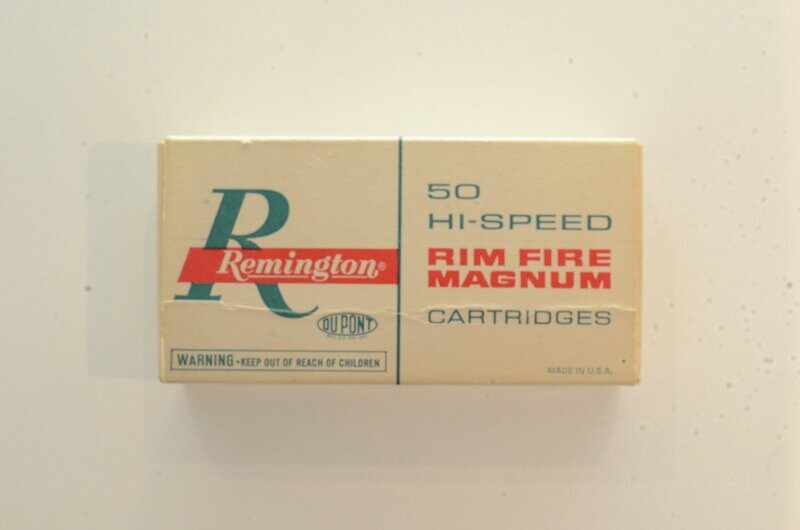 R
Remington®
DU PONT
WARNING • KEEP OUT OF REACH OF CHILDREN
50
HI-SPEED
RIM FIRE
MAGNUM
CARTRIDGES
MADE IN U.S.A.